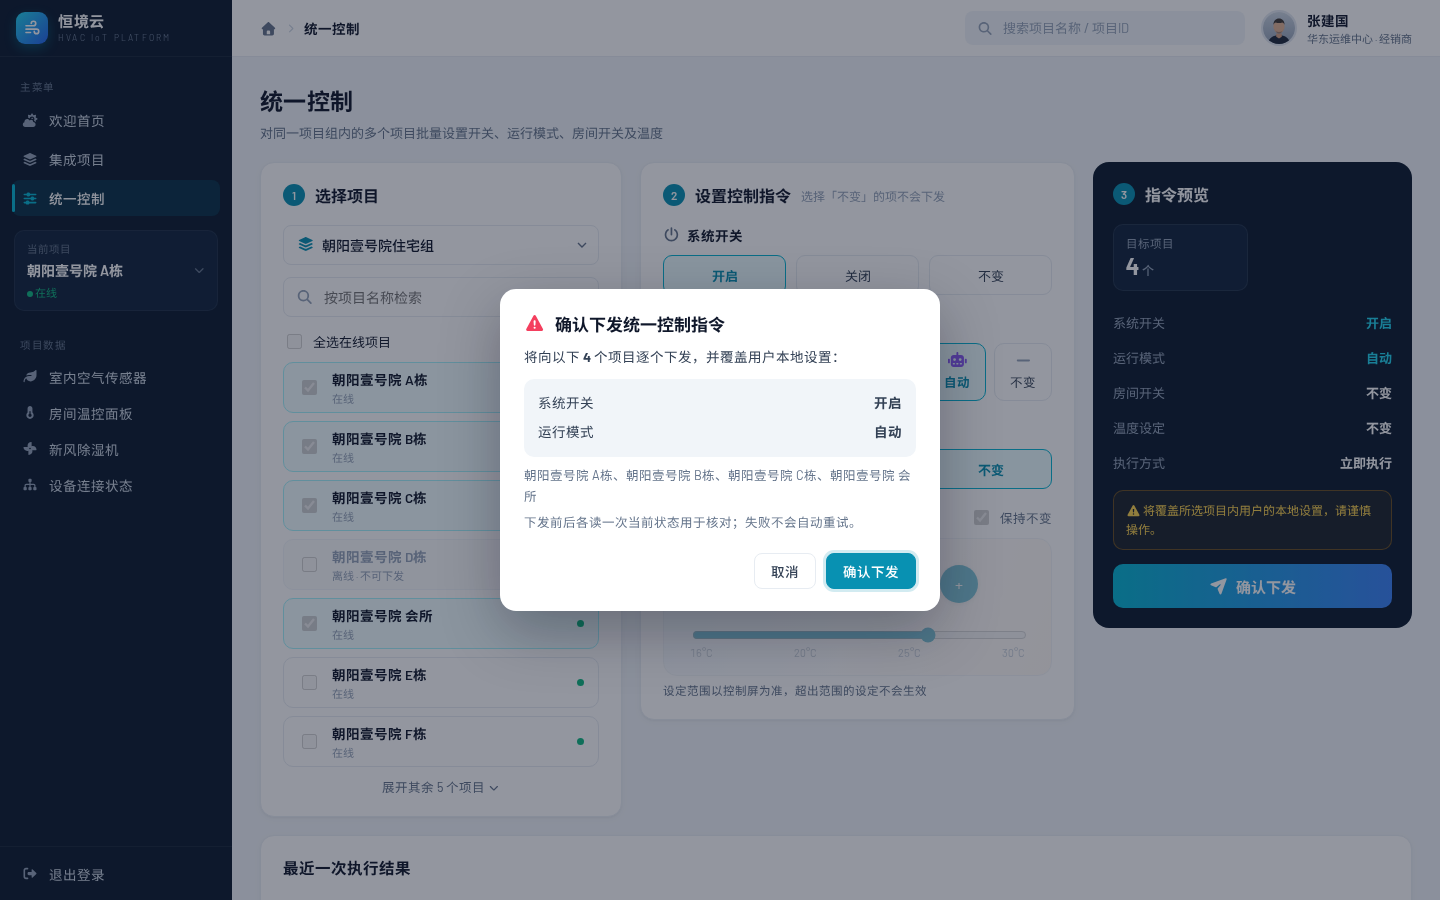 恒境云
HVAC IoT PLATFORM
主菜单
欢迎首页
集成项目
统一控制
当前项目
朝阳壹号院 A栋
在线
项目数据
室内空气传感器
房间温控面板
新风除湿机
设备连接状态
退出登录
统一控制
搜索项目名称 / 项目ID
张建国
华东运维中心 · 经销商
统一控制
对同一项目组内的多个项目批量设置开关、运行模式、房间开关及温度
1 选择项目
朝阳壹号院住宅组
按项目名称检索
全选在线项目
朝阳壹号院 A栋
在线
朝阳壹号院 B栋
在线
朝阳壹号院 C栋
在线
朝阳壹号院 D栋
离线 · 不可下发
朝阳壹号院 会所
在线
朝阳壹号院 E栋
在线
朝阳壹号院 F栋
在线
展开其余 5 个项目
2 设置控制指令 选择「不变」的项不会下发
系统开关
开启 关闭 不变
自动 不变
不变
保持不变
+
16℃ 20℃ 25℃ 30℃
设定范围以控制屏为准，超出范围的设定不会生效
确认下发统一控制指令
将向以下 4 个项目逐个下发，并覆盖用户本地设置：
系统开关 开启
运行模式 自动
朝阳壹号院 A栋、朝阳壹号院 B栋、朝阳壹号院 C栋、朝阳壹号院 会
所
下发前后各读一次当前状态用于核对；失败不会自动重试。
取消 确认下发
3 指令预览
目标项目
4 个
系统开关 开启
运行模式 自动
房间开关 不变
温度设定 不变
执行方式 立即执行
将覆盖所选项目内用户的本地设置，请谨慎
操作。
确认下发
最近一次执行结果